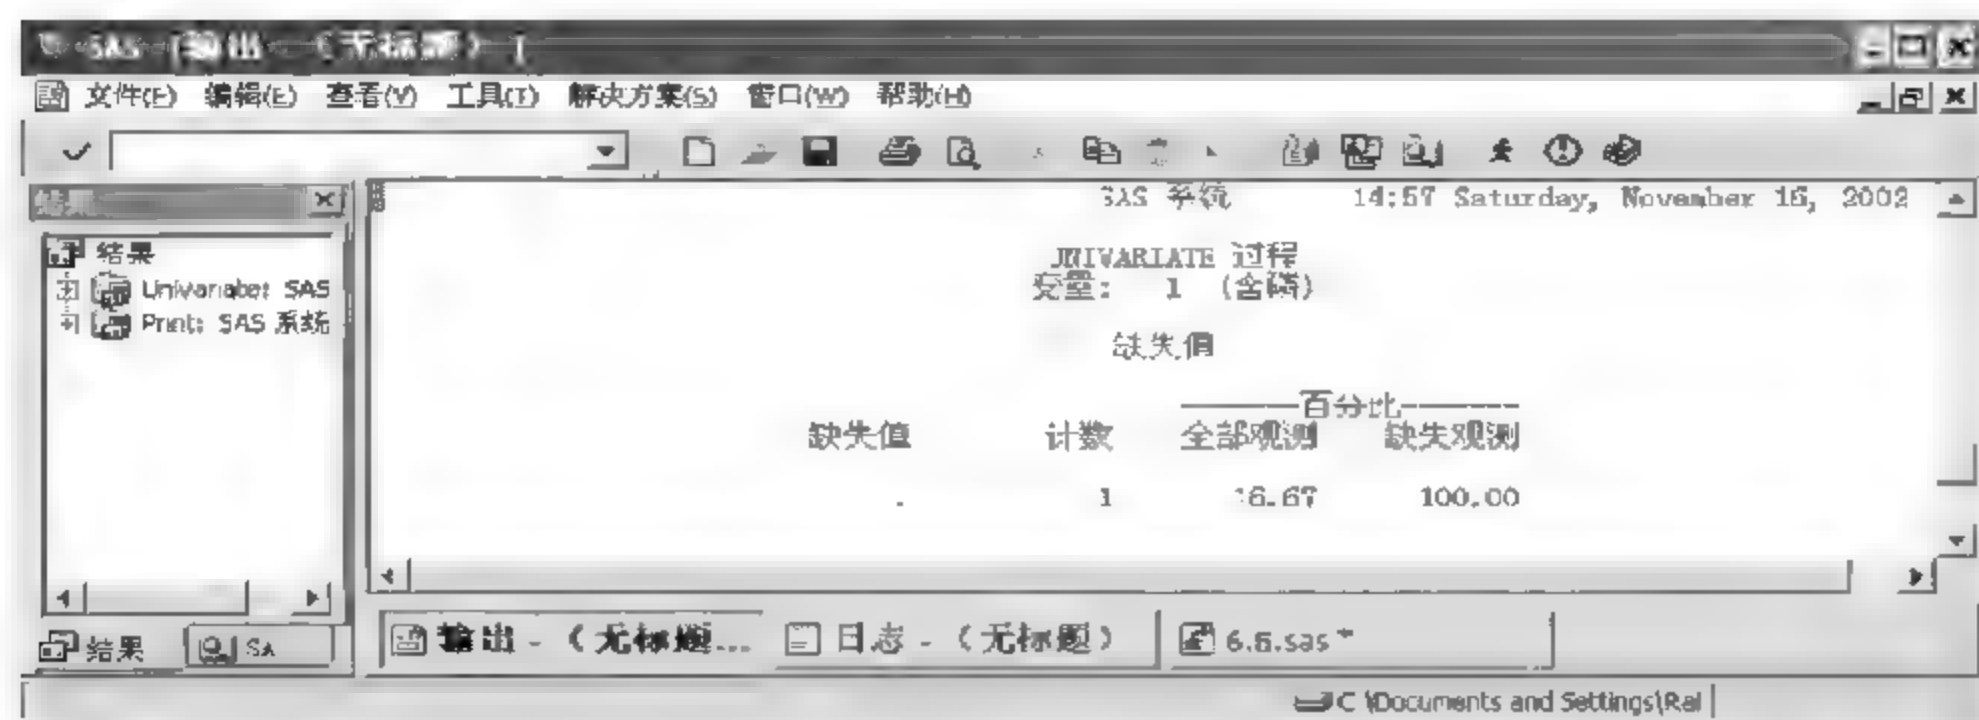 SAS - [输出 - (无标题)]
文件(F) 编辑(E) 查看(V) 工具(T) 解决方案(S) 窗口(W) 帮助(H)
结果
SAS 系统 14:57 Saturday, November 16, 2002
结果
Univariate: SAS
Print: SAS 系统
UNIVARIATE 过程
变量: 1 (含磷)
缺失值
百分比
缺失值 计数 全部观测 缺失观测
. 1 16.67 100.00
结果 SA
输出 - (无标题... 日志 - (无标题) 6.6.sas *
C:\Documents and Settings\Ral